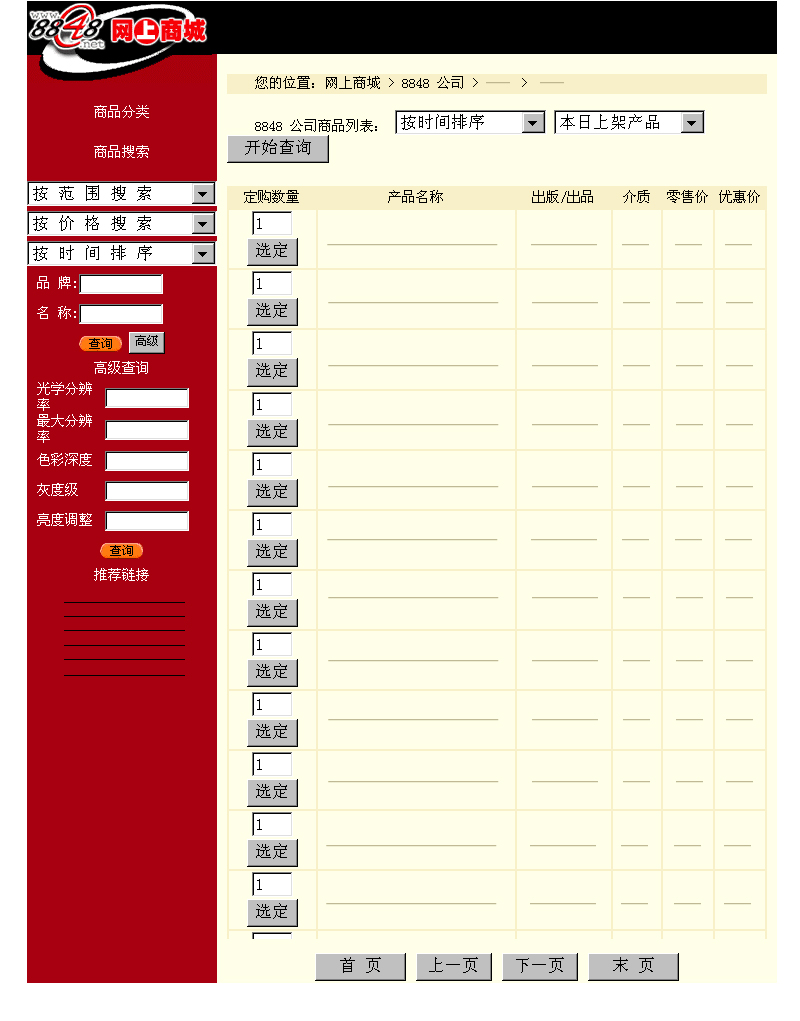 www.
8848 网上商城
.net
商品分类
商品搜索
按 范 围 搜 索
按 价 格 搜 索
按 时 间 排 序
品 牌:
名 称:
查询 高级
高级查询
光学分辨
率
最大分辨
率
色彩深度
灰度级
亮度调整
查询
推荐链接
您的位置: 网上商城 > 8848 公司 > —— > ——
8848 公司商品列表: 按时间排序 本日上架产品
开始查询
定购数量 产品名称 出版/出品 介质 零售价 优惠价
1
选定
1
选定
1
选定
1
选定
1
选定
1
选定
1
选定
1
选定
1
选定
1
选定
1
选定
1
选定
首 页 上一页 下一页 末 页